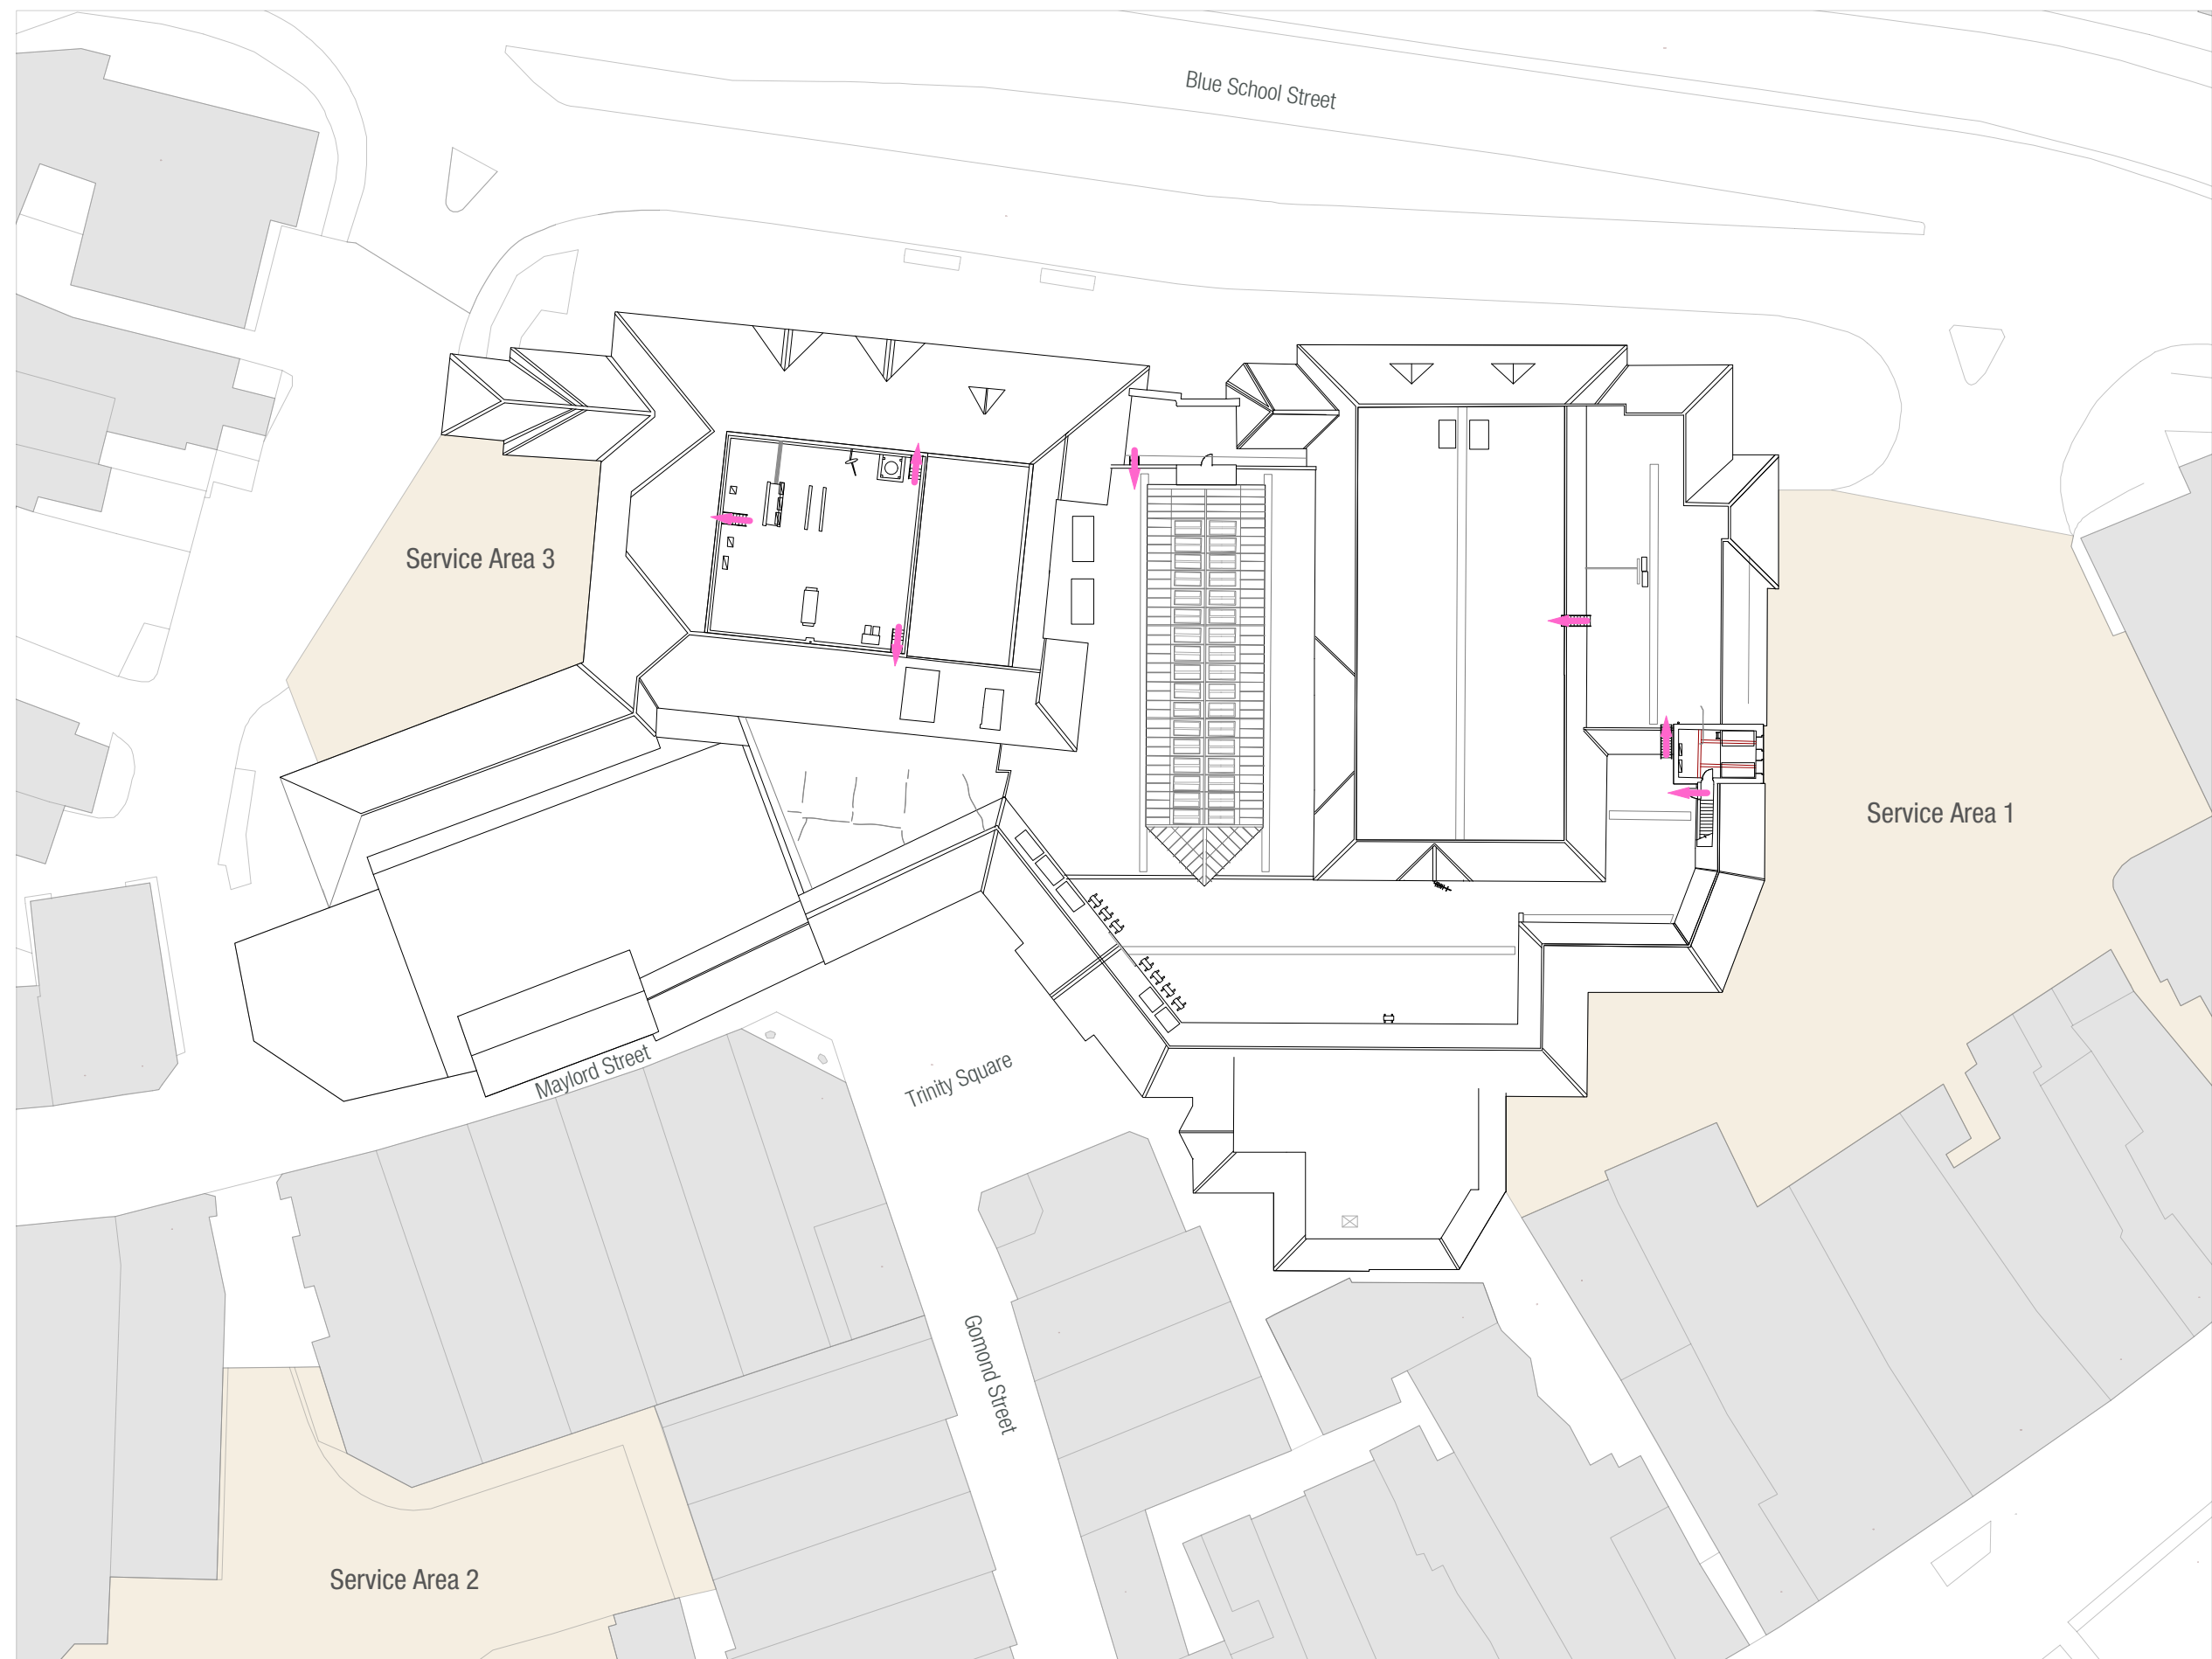 Blue School Street
Service Area 3
Service Area 1
Maylord Street
Trinity Square
Gomond Street
Service Area 2